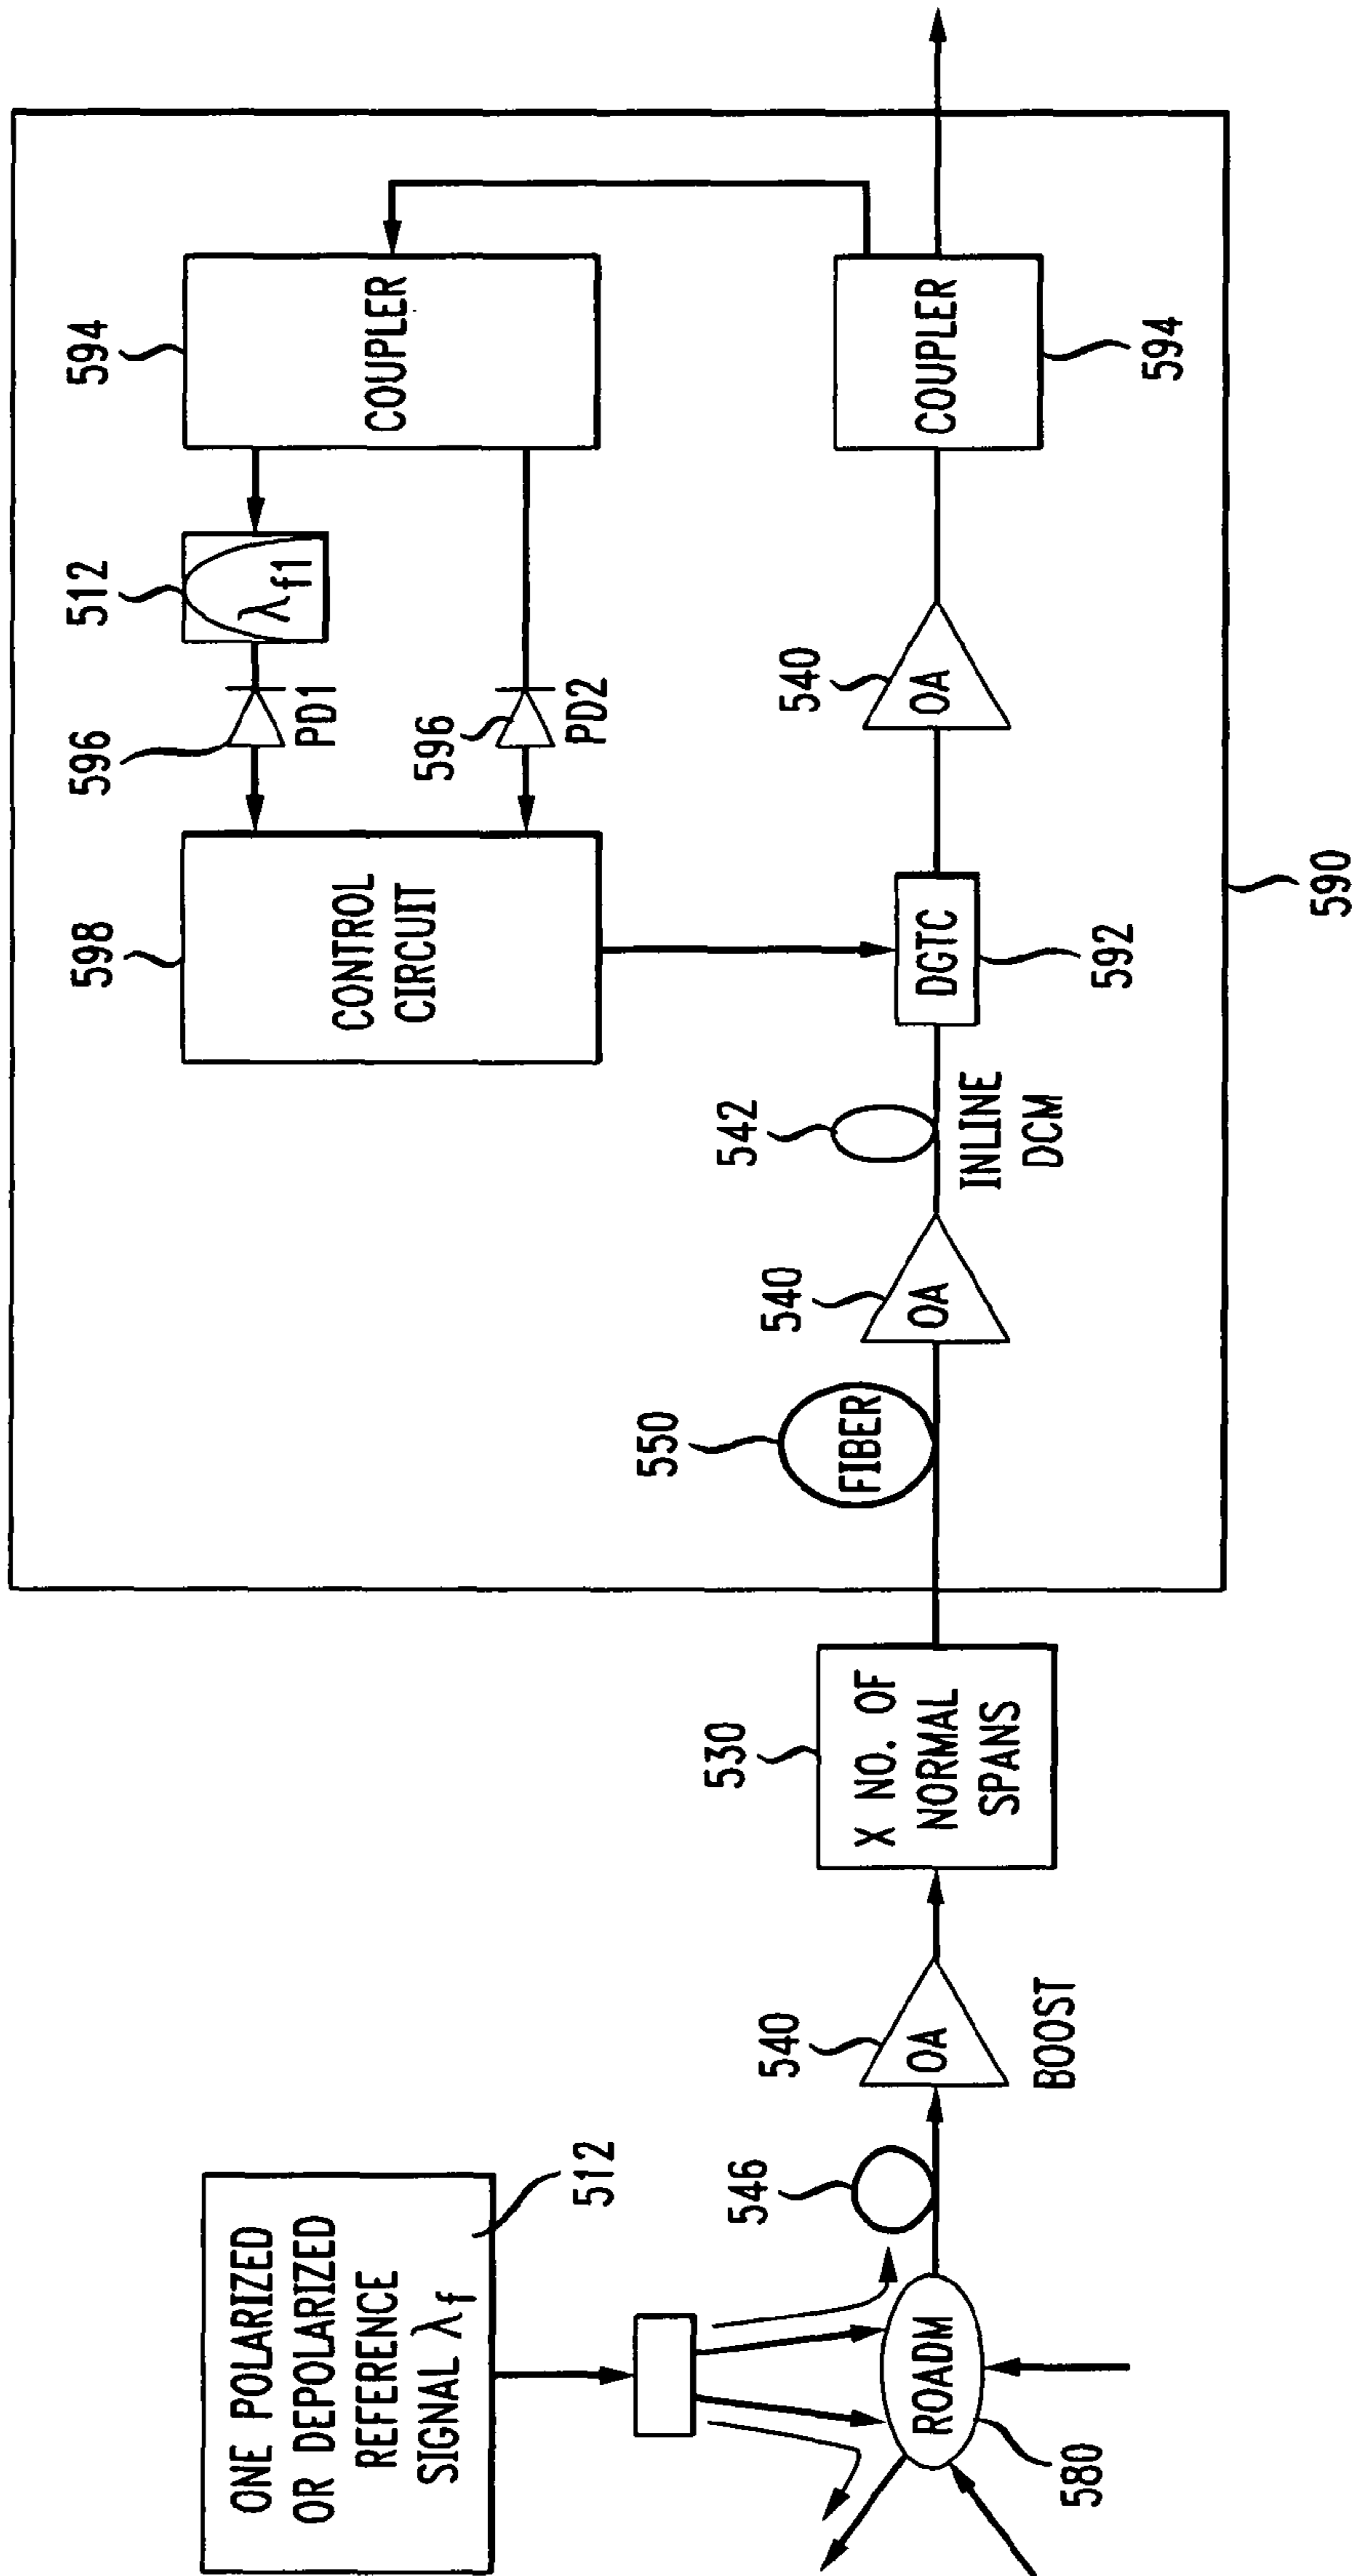 ONE POLARIZED
OR DEPOLARIZED
REFERENCE
SIGNAL λf
512
ROADM
580
546
OA
540
BOOST
X NO. OF
NORMAL
SPANS
530
FIBER
550
OA
540
542
INLINE
DCM
DGTC
592
OA
540
COUPLER
594
COUPLER
594
λf1
512
PD1
596
PD2
596
CONTROL
CIRCUIT
598
590